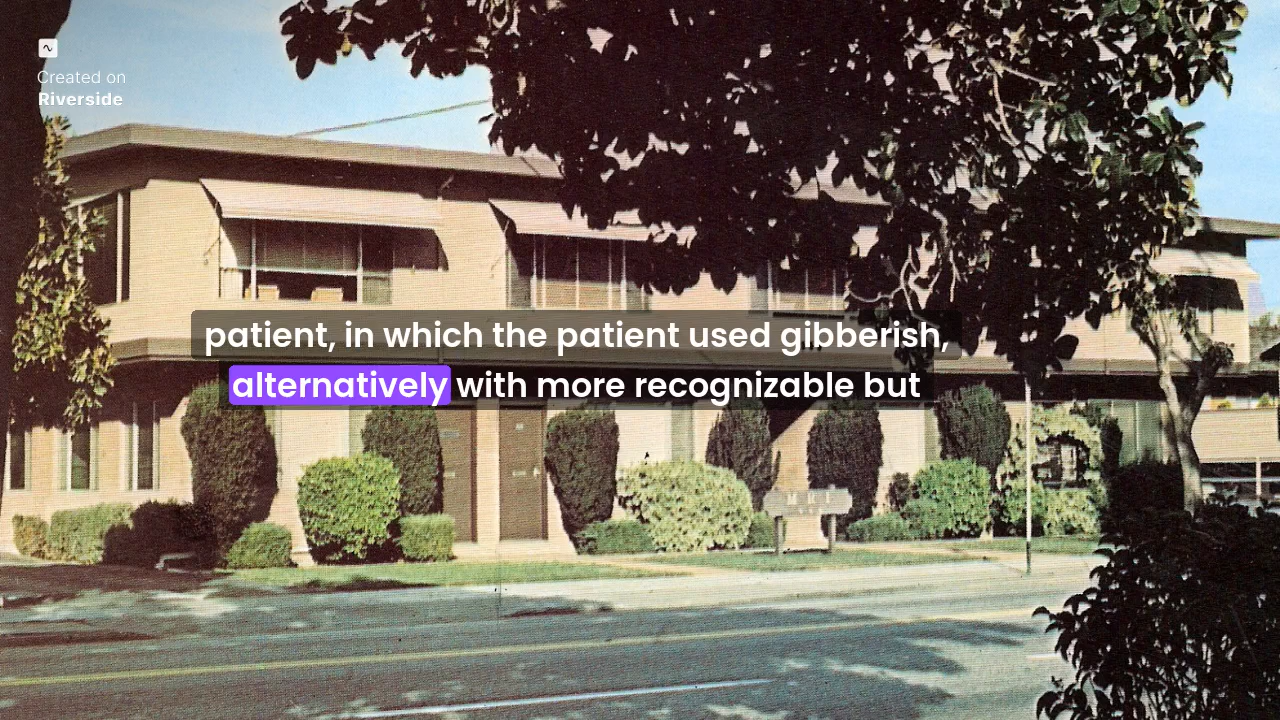 Created on
Riverside
patient, in which the patient used gibberish,
alternatively with more recognizable but